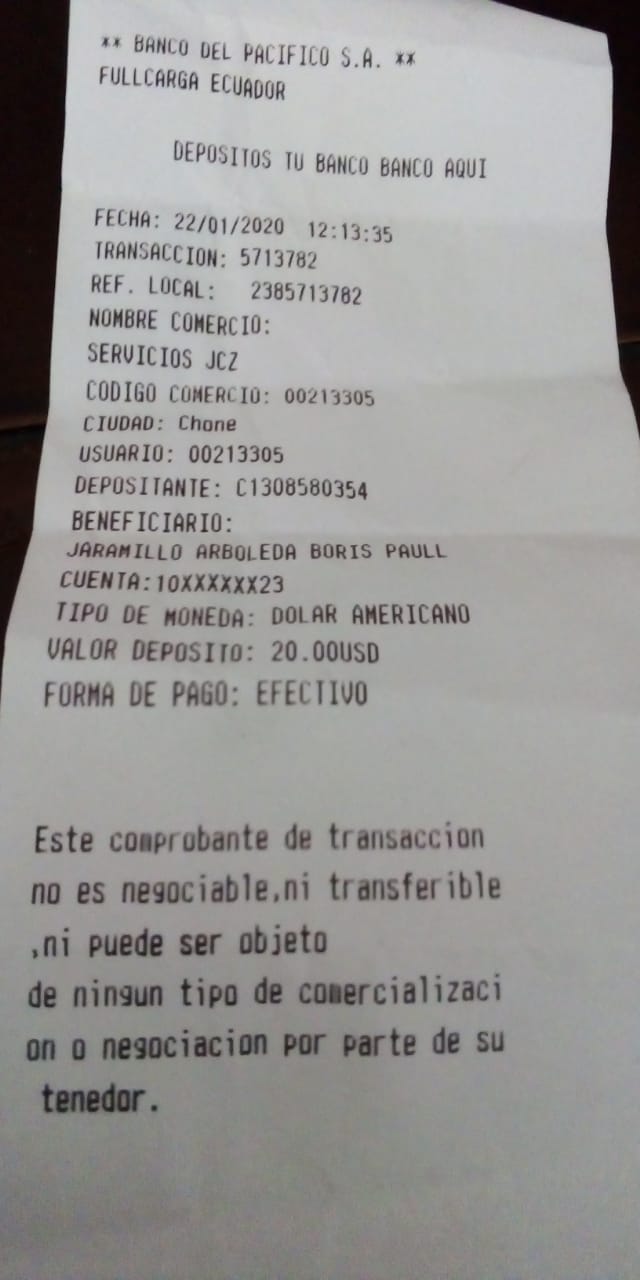 ** BANCO DEL PACIFICO S.A. **
FULLCARGA ECUADOR
DEPOSITOS TU BANCO BANCO AQUI
FECHA: 22/01/2020 12:13:35
TRANSACCION: 5713782
REF. LOCAL: 2385713782
NOMBRE COMERCIO:
SERVICIOS JCZ
CODIGO COMERCIO: 00213305
CIUDAD: Chone
USUARIO: 00213305
DEPOSITANTE: C1308580354
BENEFICIARIO:
JARAMILLO ARBOLEDA BORIS PAULL
CUENTA:10XXXXXX23
TIPO DE MONEDA: DOLAR AMERICANO
VALOR DEPOSITO: 20.00USD
FORMA DE PAGO: EFECTIVO
Este comprobante de transaccion
no es negociable,ni transferible
,ni puede ser objeto
de ningun tipo de comercializaci
on o negociacion por parte de su
tenedor.